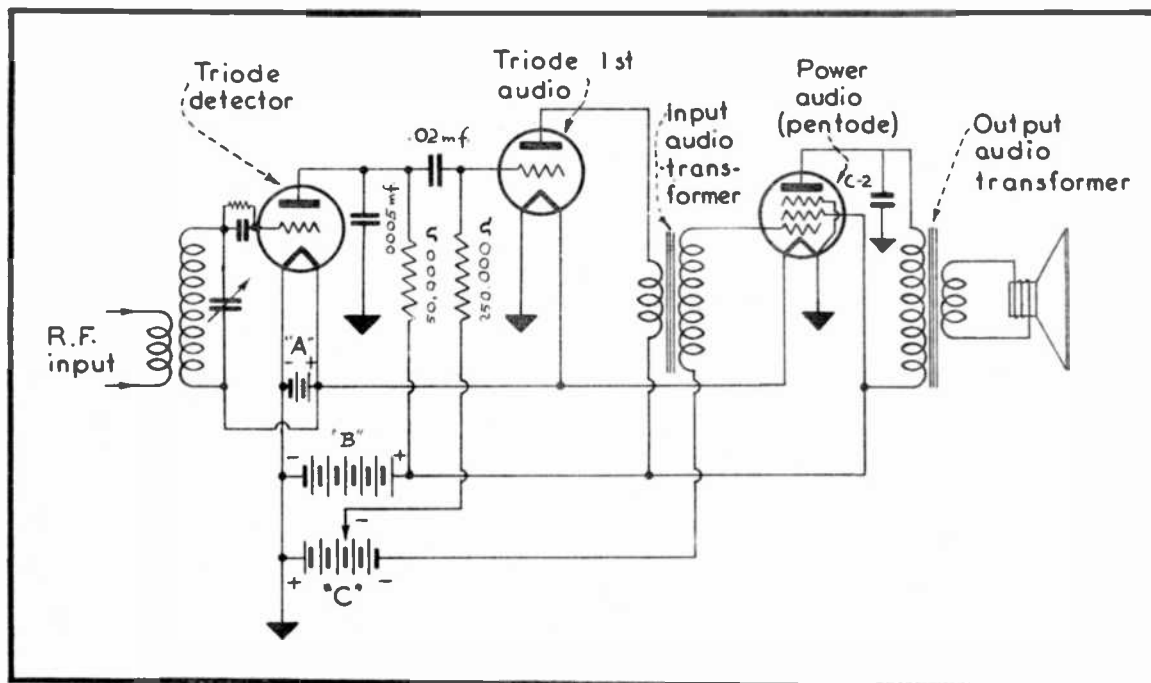 Triode
detector
Triode 1st
audio
.02 mf.
Input
audio
trans-
former
Power
audio
(pentode)
C-2
Output
audio
transformer
.0005 mf
50,000 Ω
250,000 Ω
R.F.
input
"A"
- +
"B"
- +
-
+ -
"C"